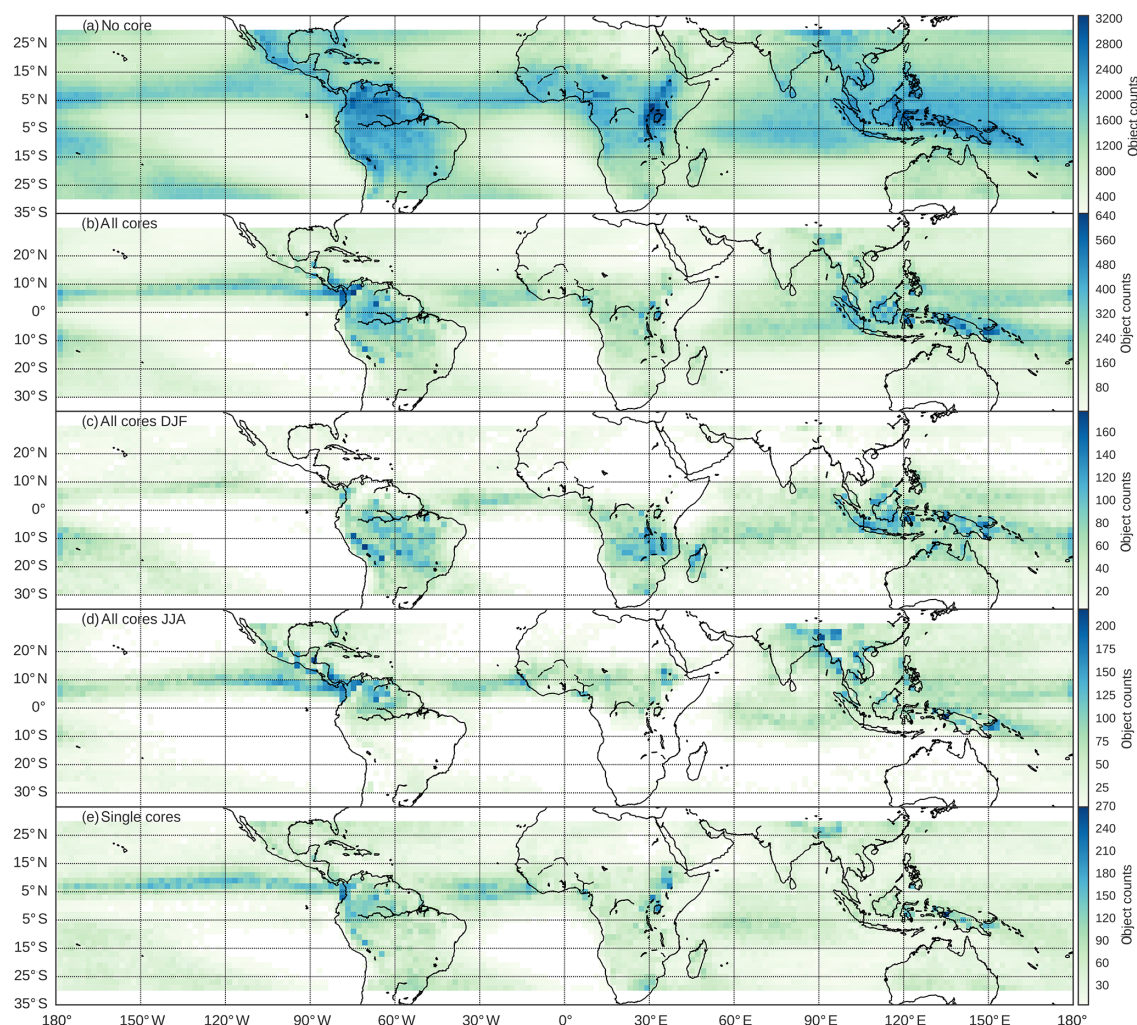 (a) No core
25° N
15° N
5° N
5° S
15° S
25° S
35° S
3200
2800
2400
2000
1600
1200
800
400
Object counts
(b) All cores
20° N
10° N
0°
10° S
20° S
30° S
640
560
480
400
320
240
160
80
Object counts
(c) All cores DJF
20° N
10° N
0°
10° S
20° S
30° S
160
140
120
100
80
60
40
20
Object counts
(d) All cores JJA
20° N
10° N
0°
10° S
20° S
30° S
200
175
150
125
100
75
50
25
Object counts
(e) Single cores
25° N
15° N
5° N
5° S
15° S
25° S
35° S
270
240
210
180
150
120
90
60
30
Object counts
180°
150° W
120° W
90° W
60° W
30° W
0°
30° E
60° E
90° E
120° E
150° E
180°